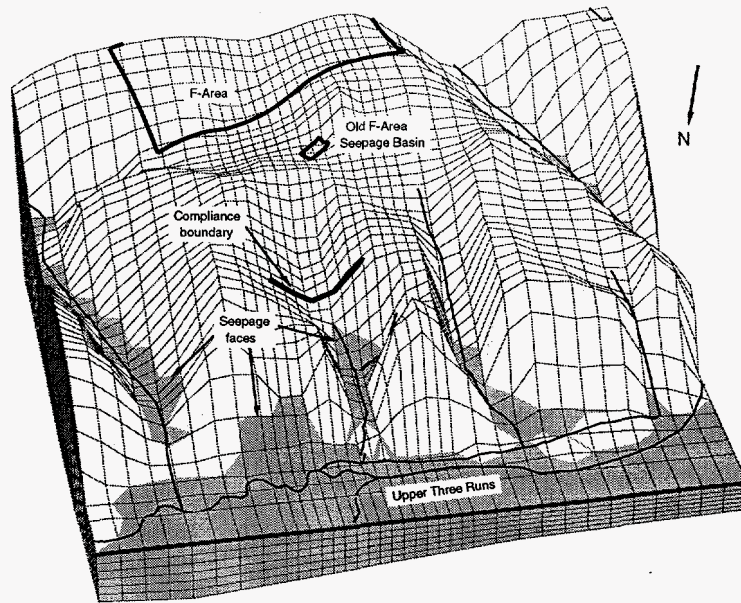 F-Area
Old F-Area
Seepage Basin
N
Compliance
boundary
Seepage
faces
Upper Three Runs